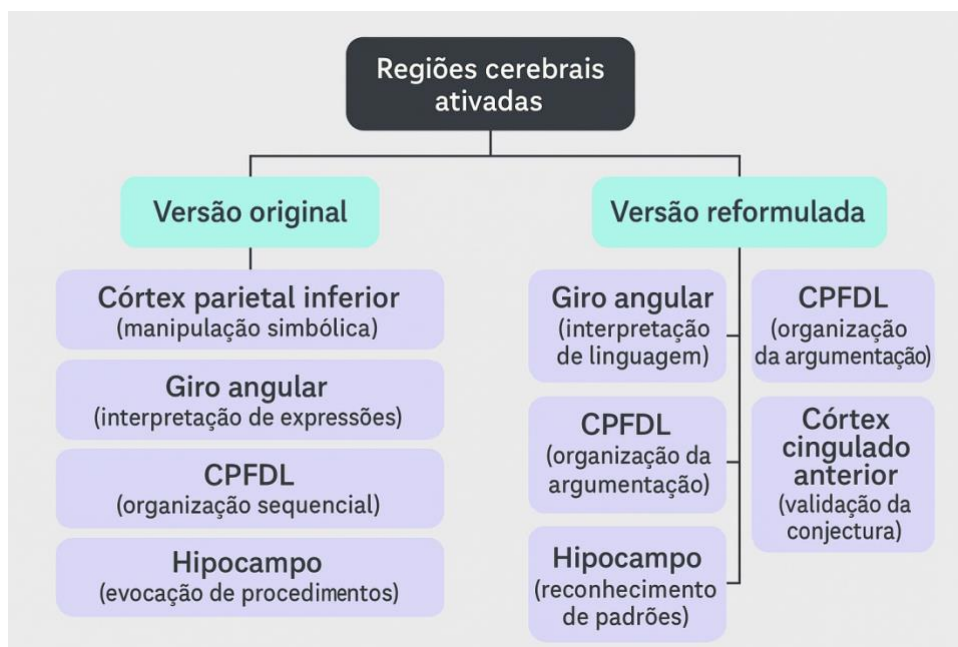 Regiões cerebrais
ativadas
Versão original
Córtex parietal inferior
(manipulação simbólica)
Giro angular
(interpretação de expressões)
CPFDL
(organização sequencial)
Hipocampo
(evocação de procedimentos)
Versão reformulada
Giro angular
(interpretação
de linguagem)
CPFDL
(organização da
argumentação)
Hipocampo
(reconhecimento
de padrões)
CPFDL
(organização
da argumentação)
Córtex
cingulado
anterior
(validação da
conjectura)